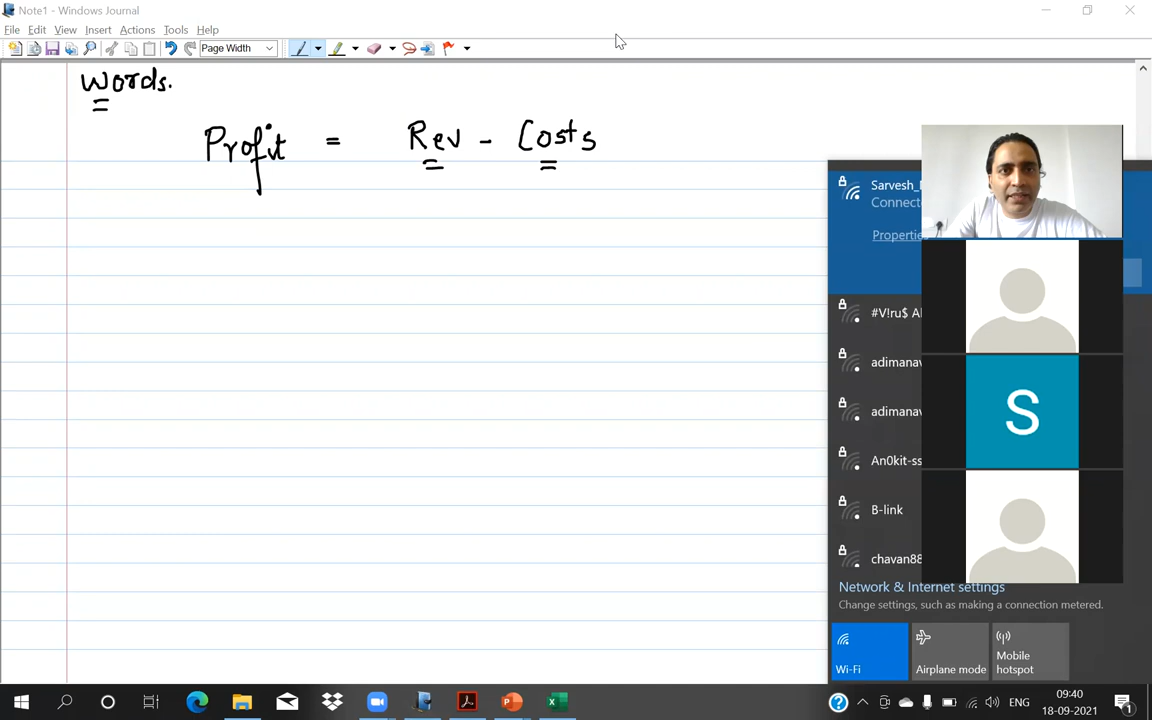 Note1 - Windows Journal
File Edit View Insert Actions Tools Help
Page Width
Words.
Profit = Rev - Costs
Sarvesh_
Connect
Properti
#V!ru$ A
adimanav
adimanav
An0kit-ss
B-link
chavan88
Network & Internet settings
Change settings, such as making a connection metered.
Wi-Fi
Airplane mode
Mobile
hotspot
S
ENG
09:40
18-09-2021
1